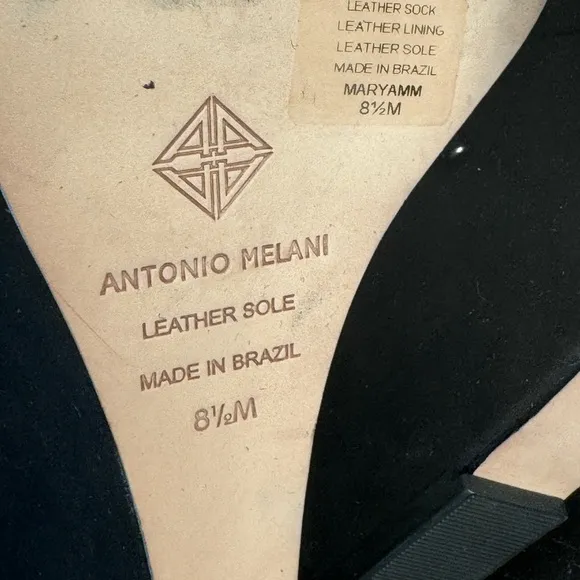 LEATHER SOCK
LEATHER LINING
LEATHER SOLE
MADE IN BRAZIL
MARYAMM
8½M
ANTONIO MELANI
LEATHER SOLE
MADE IN BRAZIL
8½M